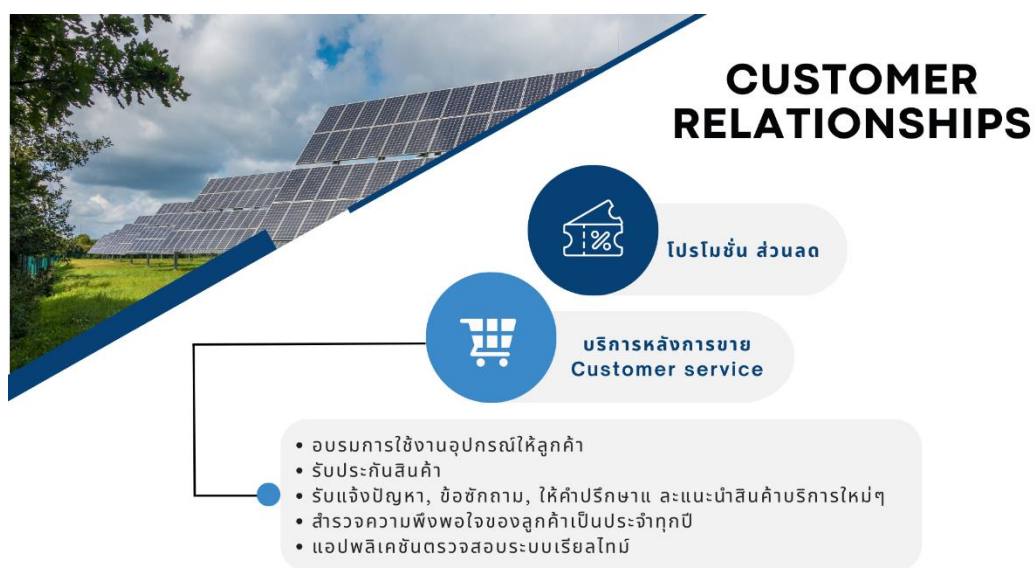 CUSTOMER
RELATIONSHIPS
%
โปรโมชั่น ส่วนลด
บริการหลังการขาย
Customer service
• อบรมการใช้งานอุปกรณ์ให้ลูกค้า
• รับประกันสินค้า
• รับแจ้งปัญหา, ข้อซักถาม, ให้คำปรึกษาแ ละแนะนำสินค้าบริการใหม่ๆ
• สำรวจความพึงพอใจของลูกค้าเป็นประจำทุกปี
• แอปพลิเคชันตรวจสอบระบบเรียลไทม์